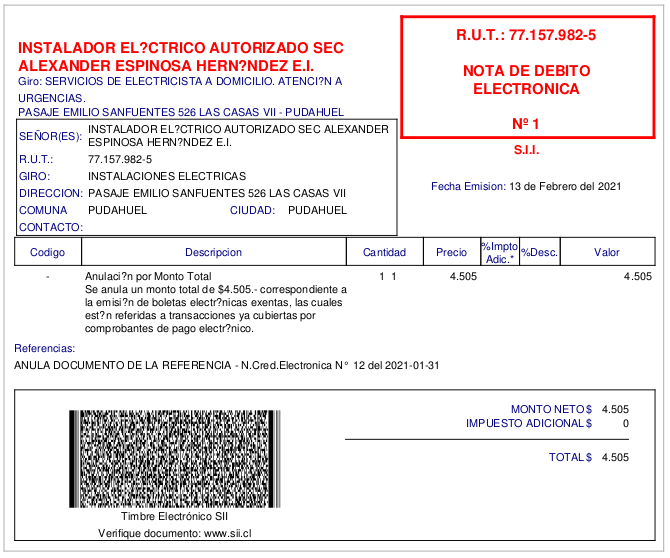 INSTALADOR EL?CTRICO AUTORIZADO SEC
ALEXANDER ESPINOSA HERN?NDEZ E.I.
Giro: SERVICIOS DE ELECTRICISTA A DOMICILIO. ATENCI?N A
URGENCIAS.
PASAJE EMILIO SANFUENTES 526 LAS CASAS VII - PUDAHUEL
R.U.T.: 77.157.982-5
NOTA DE DEBITO
ELECTRONICA
Nº 1
S.I.I.
SEÑOR(ES): INSTALADOR EL?CTRICO AUTORIZADO SEC ALEXANDER
ESPINOSA HERN?NDEZ E.I.
R.U.T.: 77.157.982-5
GIRO: INSTALACIONES ELECTRICAS
DIRECCION: PASAJE EMILIO SANFUENTES 526 LAS CASAS VII
COMUNA PUDAHUEL CIUDAD: PUDAHUEL
CONTACTO:
Fecha Emision: 13 de Febrero del 2021
Codigo Descripcion Cantidad Precio %Impto Adic.* %Desc. Valor
- Anulaci?n por Monto Total 1 1 4.505 4.505
Se anula un monto total de $4.505.- correspondiente a
la emisi?n de boletas electr?nicas exentas, las cuales
est?n referidas a transacciones ya cubiertas por
comprobantes de pago electr?nico.
Referencias:
ANULA DOCUMENTO DE LA REFERENCIA - N.Cred.Electronica N° 12 del 2021-01-31
MONTO NETO $ 4.505
IMPUESTO ADICIONAL $ 0
TOTAL $ 4.505
Timbre Electrónico SII
Verifique documento: www.sii.cl